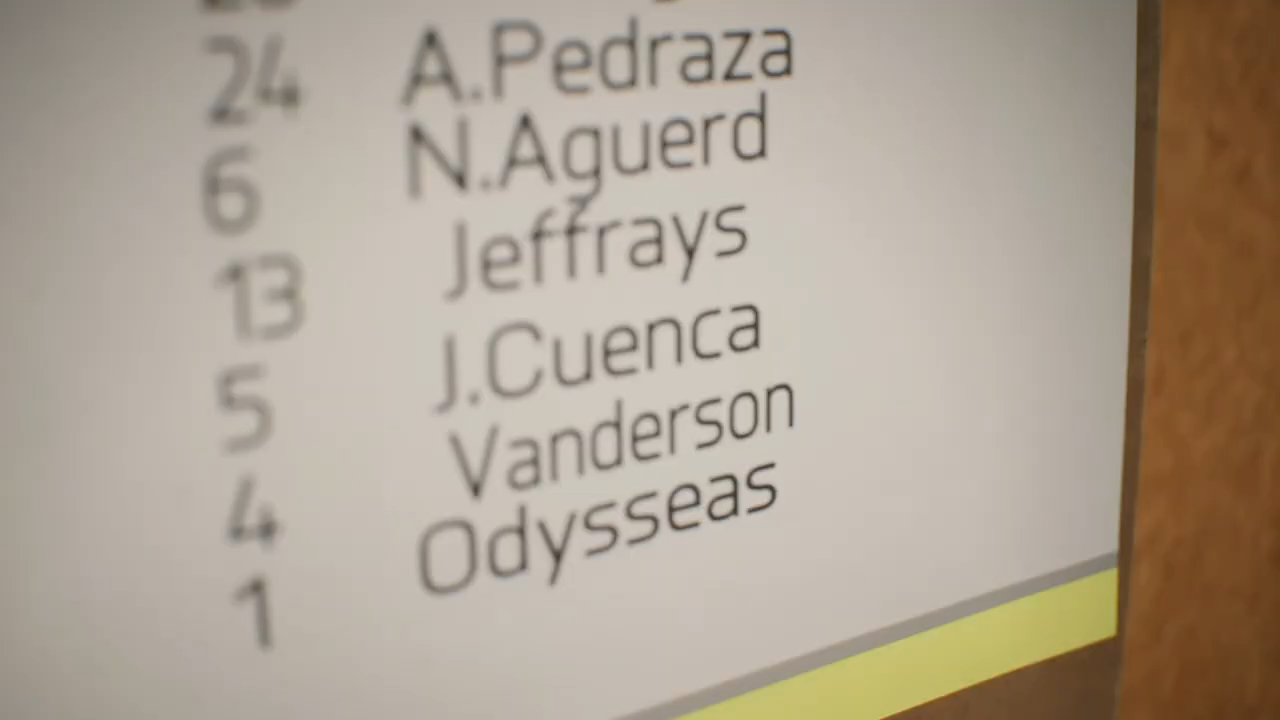 24 A.Pedraza
6 N.Aguerd
13 Jeffrays
5 J.Cuenca
4 Vanderson
1 Odysseas